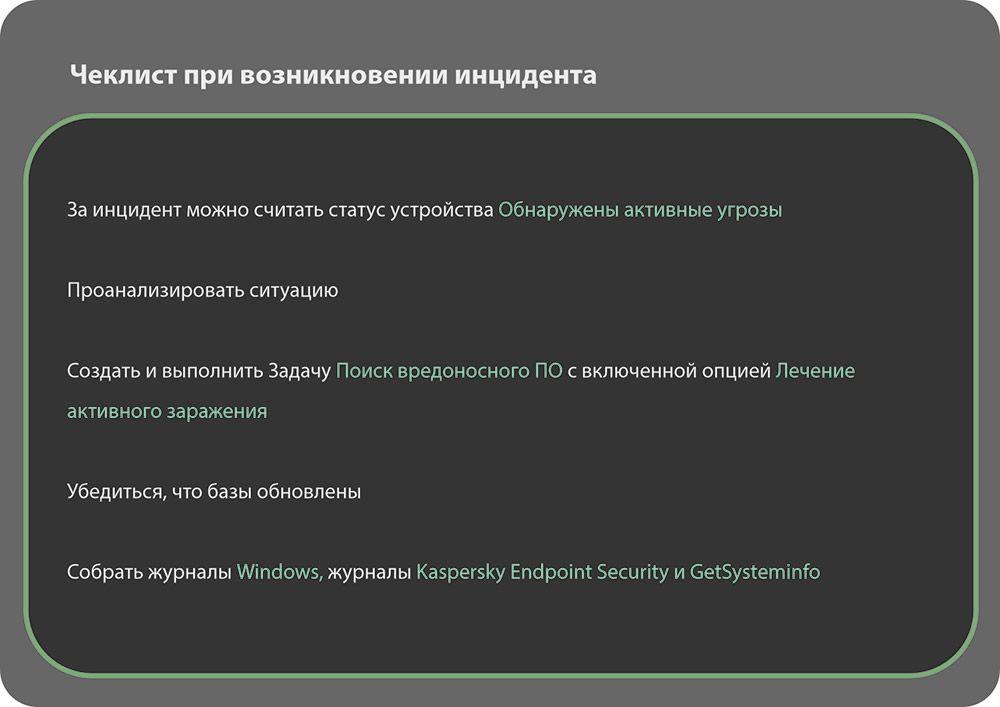 Чеклист при возникновении инцидента
За инцидент можно считать статус устройства Обнаружены активные угрозы
Проанализировать ситуацию
Создать и выполнить Задачу Поиск вредоносного ПО с включенной опцией Лечение
активного заражения
Убедиться, что базы обновлены
Собрать журналы Windows, журналы Kaspersky Endpoint Security и GetSysteminfo